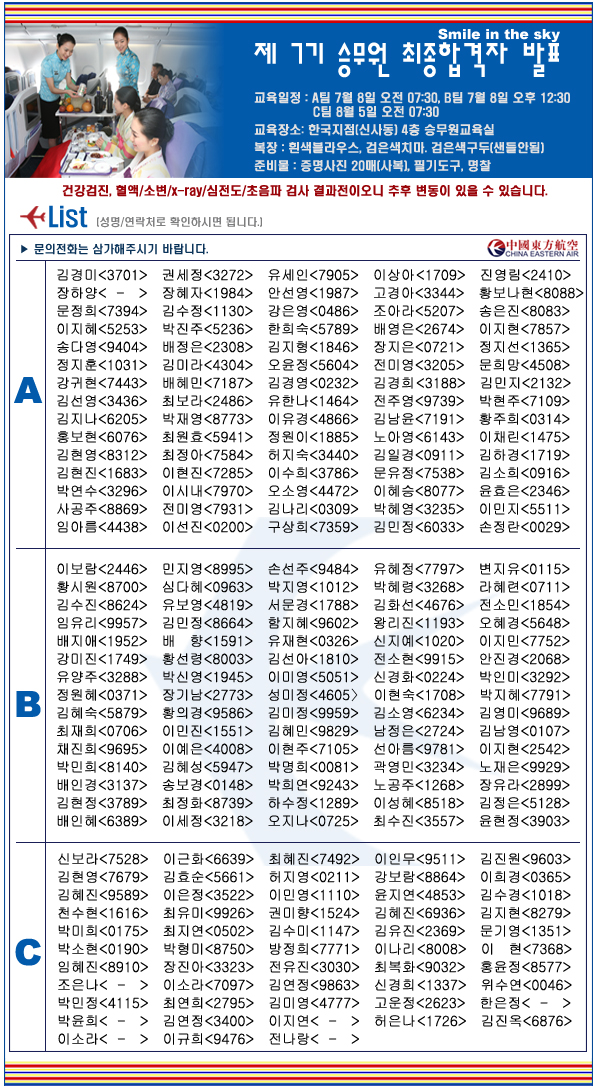 Smile in the sky
제 7기 승무원 최종합격자 발표
교육일정 : A팀 7월 8일 오전 07:30, B팀 7월 8일 오후 12:30
C팀 8월 5일 오전 07:30
교육장소: 한국지점(신사동) 4층 승무원교육실
복장 : 흰색블라우스, 검은색치마. 검은색구두(샌들안됨)
준비물 : 증명사진 20매(사복), 필기도구, 명찰
건강검진, 혈액/소변/x-ray/심전도/초음파 검사 결과전이오니 추후 변동이 있을 수 있습니다.
List [성명/연락처로 확인하시면 됩니다.]
▶ 문의전화는 삼가해주시기 바랍니다.
中國東方航空
CHINA EASTERN AIR
A
김경미<3701> 권세정<3272> 유세인<7905> 이상아<1709> 진영림<2410>
장하양< - > 장혜자<1984> 안선영<1987> 고경아<3344> 황보나현<8088>
문정희<7394> 김수정<1130> 강은영<0486> 조아라<5207> 송은진<8083>
이지혜<5253> 박진주<5236> 한희숙<5789> 배영은<2674> 이지현<7857>
송다영<9404> 배정은<2308> 김지형<1846> 장지은<0721> 정지선<1365>
정지훈<1031> 김미라<4304> 오윤정<5604> 전미영<3205> 문희망<4508>
강귀현<7443> 배혜민<7187> 김경영<0232> 김경희<3188> 김민지<2132>
김선영<3436> 최보라<2486> 유한나<1464> 전주영<9739> 박현주<7109>
김지나<6205> 박재영<8773> 이유경<4866> 김남윤<7191> 황주희<0314>
홍보현<6076> 최원효<5941> 정원이<1885> 노아영<6143> 이채린<1475>
김현영<8312> 최정아<7584> 허지숙<3440> 김일경<0911> 김하경<1719>
김현진<1683> 이현진<7285> 이수희<3786> 문유정<7538> 김소희<0916>
박연수<3296> 이시내<7970> 오소영<4472> 이혜승<8077> 윤효은<2346>
사공주<8869> 전미영<7931> 김나리<0309> 박혜영<3235> 이민지<5511>
임아름<4438> 이선진<0200> 구상희<7359> 김민정<6033> 손정란<0029>
B
이보람<2446> 민지영<8995> 손선주<9484> 유혜정<7797> 변지유<0115>
황시원<8700> 심다혜<0963> 박지영<1012> 박혜령<3268> 라혜련<0711>
김수진<8624> 유보영<4819> 서문경<1788> 김화선<4676> 전소민<1854>
임유리<9957> 김민정<8664> 함지혜<9602> 왕리진<1193> 오혜경<5648>
배지애<1952> 배 향<1591> 유재현<0326> 신지예<1020> 이지민<7752>
강미진<1749> 황선령<8003> 김선아<1810> 전소현<9915> 안진경<2068>
유양주<3288> 박신영<1945> 이미영<5051> 신경화<0224> 박인미<3292>
정원혜<0371> 장기남<2773> 성미정<4605> 이현숙<1708> 박지혜<7791>
김혜숙<5879> 황의경<9586> 김미정<9959> 김소영<6234> 김영미<9689>
최재희<0706> 이민진<1551> 김혜민<9829> 남정은<2724> 김남영<0107>
채진희<9695> 이예은<4008> 이현주<7105> 선아름<9781> 이지현<2542>
박민희<8140> 김혜성<5947> 박명희<0081> 곽영민<3234> 노재은<9929>
배인경<3137> 송보경<0148> 박희연<9243> 노공주<1268> 장유라<2899>
김현정<3789> 최정화<8739> 하수정<1289> 이성혜<8518> 김정은<5128>
배인혜<6389> 이세정<3218> 오지나<0725> 최수진<3557> 윤현정<3903>
C
신보라<7528> 이근화<6639> 최혜진<7492> 이인무<9511> 김진원<9603>
김현영<7679> 김효순<5661> 허지영<0211> 강보람<8864> 이희경<0365>
김혜진<9589> 이은정<3522> 이민영<1110> 윤지연<4853> 김수경<1018>
천수현<1616> 최유미<9926> 권미향<1524> 김혜진<6936> 김지현<8279>
박미희<0175> 최지연<0502> 김수미<1147> 김유진<2369> 문기영<1351>
박소현<0190> 박형미<8750> 방정희<7771> 이나리<8008> 이 현<7368>
임혜진<8910> 장진아<3323> 전유진<3030> 최복화<9032> 홍윤정<8577>
조은나< - > 이소라<7097> 김연정<9863> 신경희<1337> 위수연<0046>
박민정<4115> 최연희<2795> 김미영<4777> 고운정<2623> 한은정< - >
박윤희< - > 김연정<3400> 이지연< - > 허은나<1726> 김진옥<6876>
이소라< - > 이규희<9476> 전나랑< - >